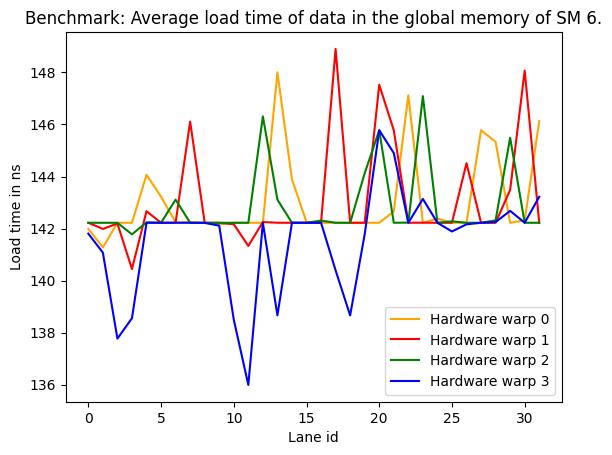 Benchmark: Average load time of data in the global memory of SM 6.
Load time in ns
148
146
144
142
140
138
136
Hardware warp 0
Hardware warp 1
Hardware warp 2
Hardware warp 3
0 5 10 15 20 25 30
Lane id